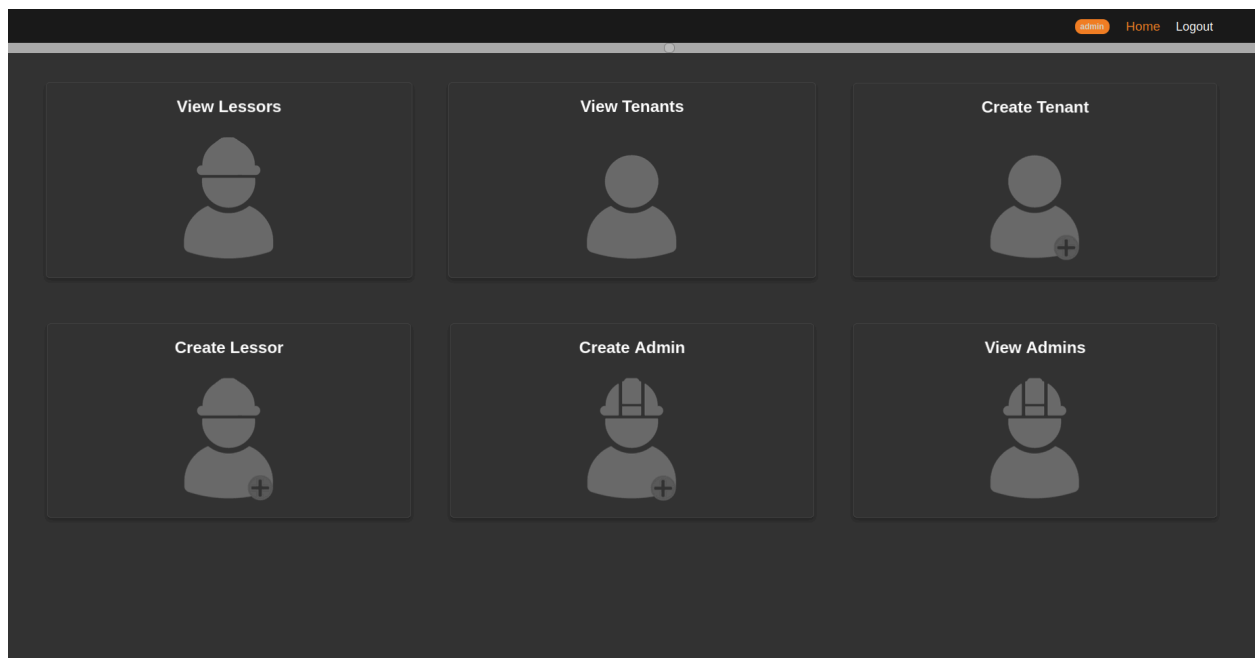 admin Home Logout
View Lessors
View Tenants
Create Tenant
Create Lessor
Create Admin
View Admins